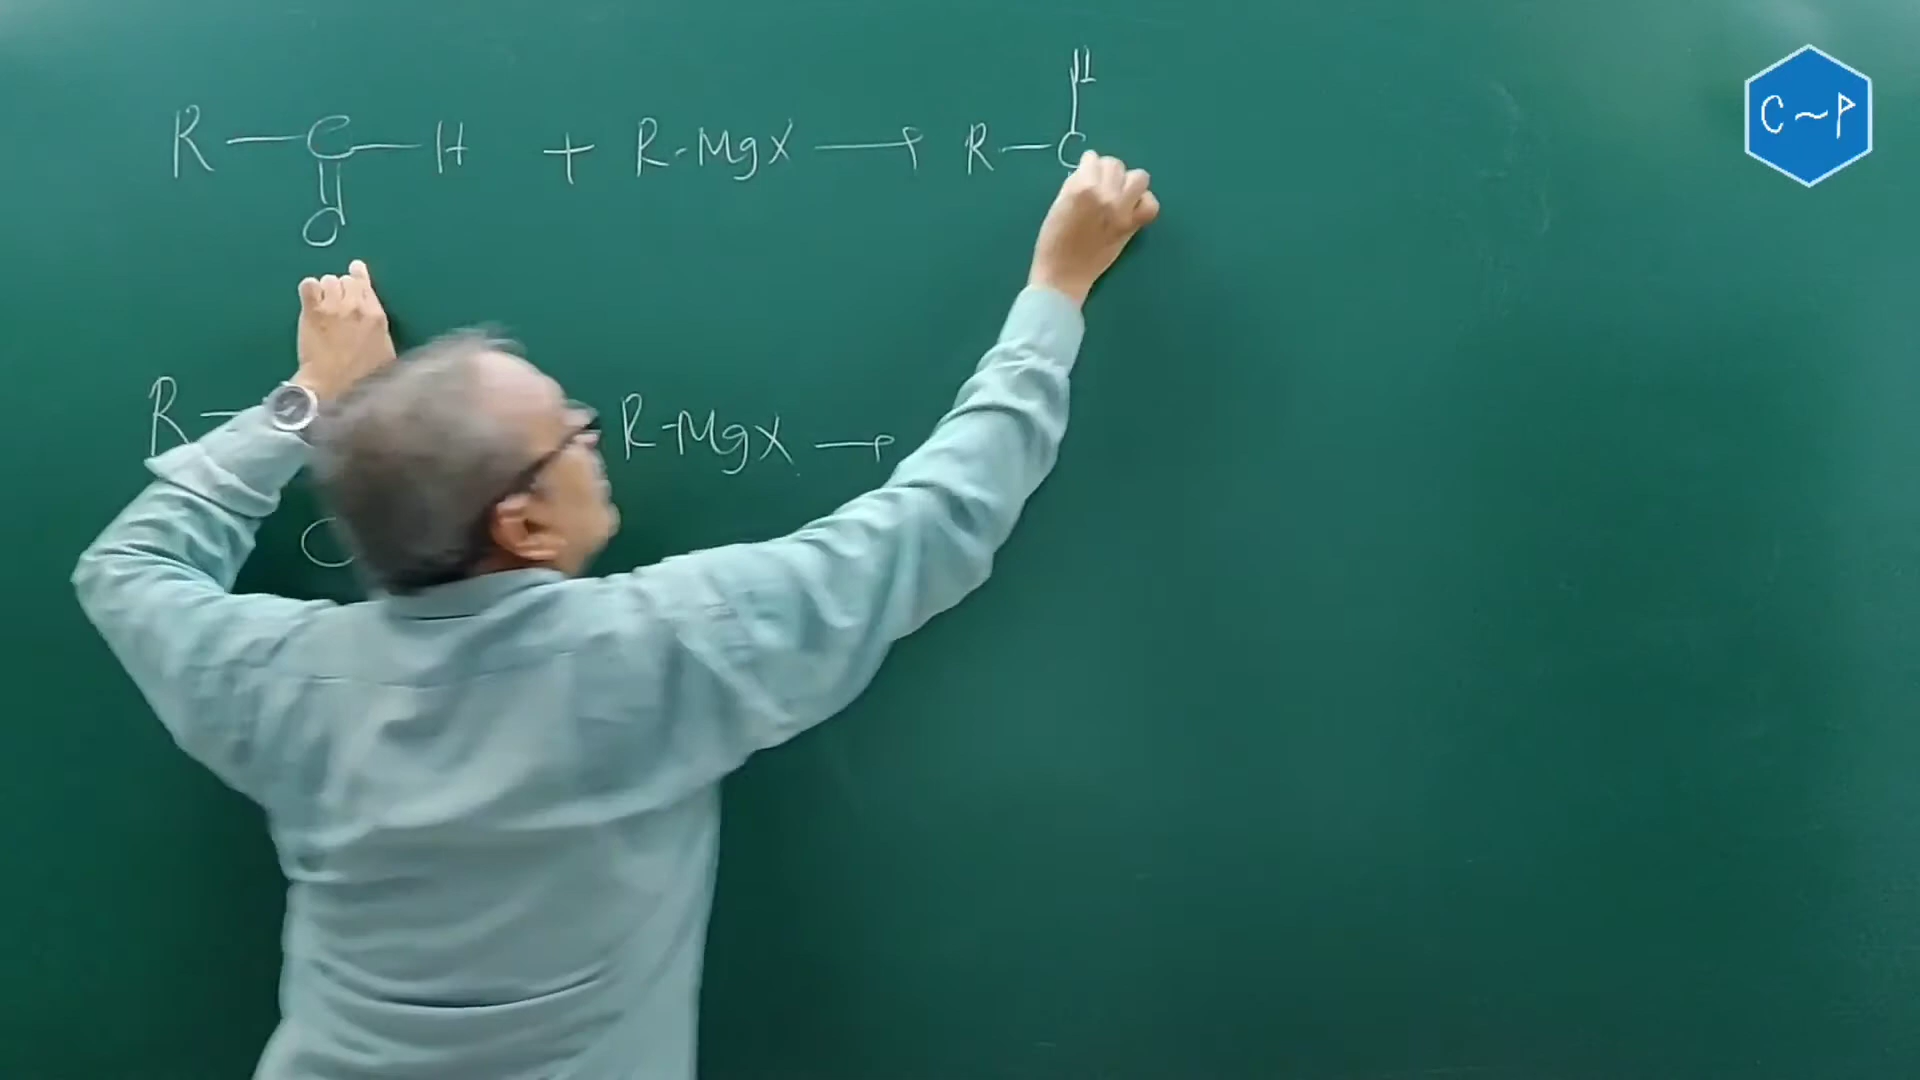 R-C-H + R-MgX → R-C
O
R- R-MgX →
C~P